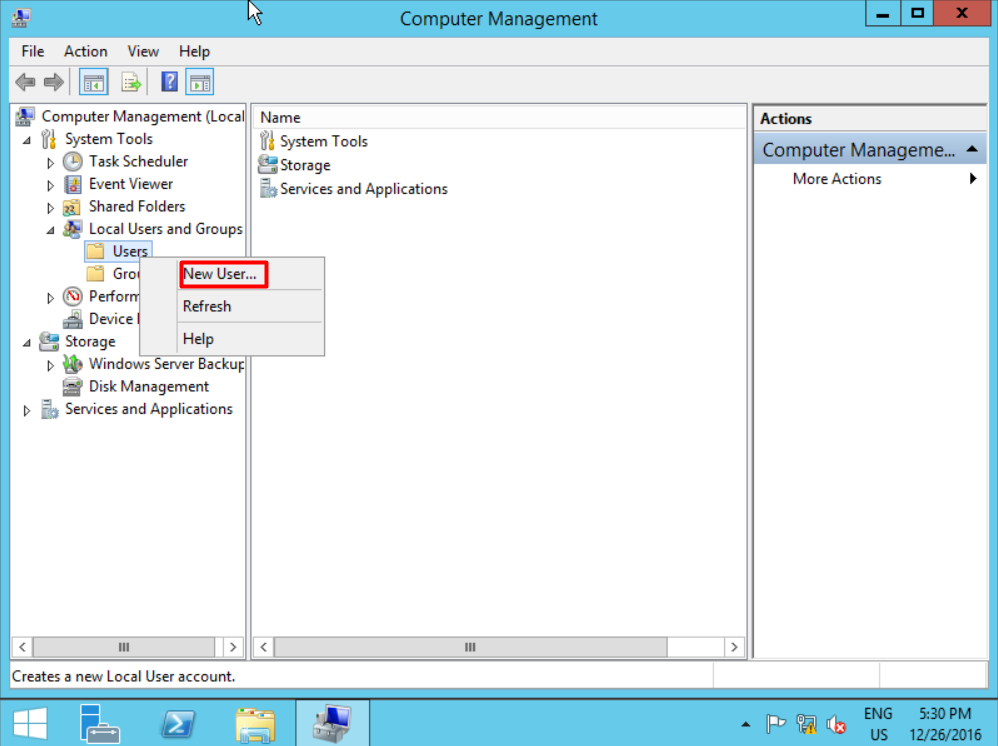 Computer Management
File Action View Help
Computer Management (Local
System Tools
Task Scheduler
Event Viewer
Shared Folders
Local Users and Groups
Users
Grou
Perform
Device
Storage
Windows Server Backup
Disk Management
Services and Applications
New User...
Refresh
Help
Name
System Tools
Storage
Services and Applications
Actions
Computer Manageme...
More Actions
Creates a new Local User account.
ENG 5:30 PM
US 12/26/2016